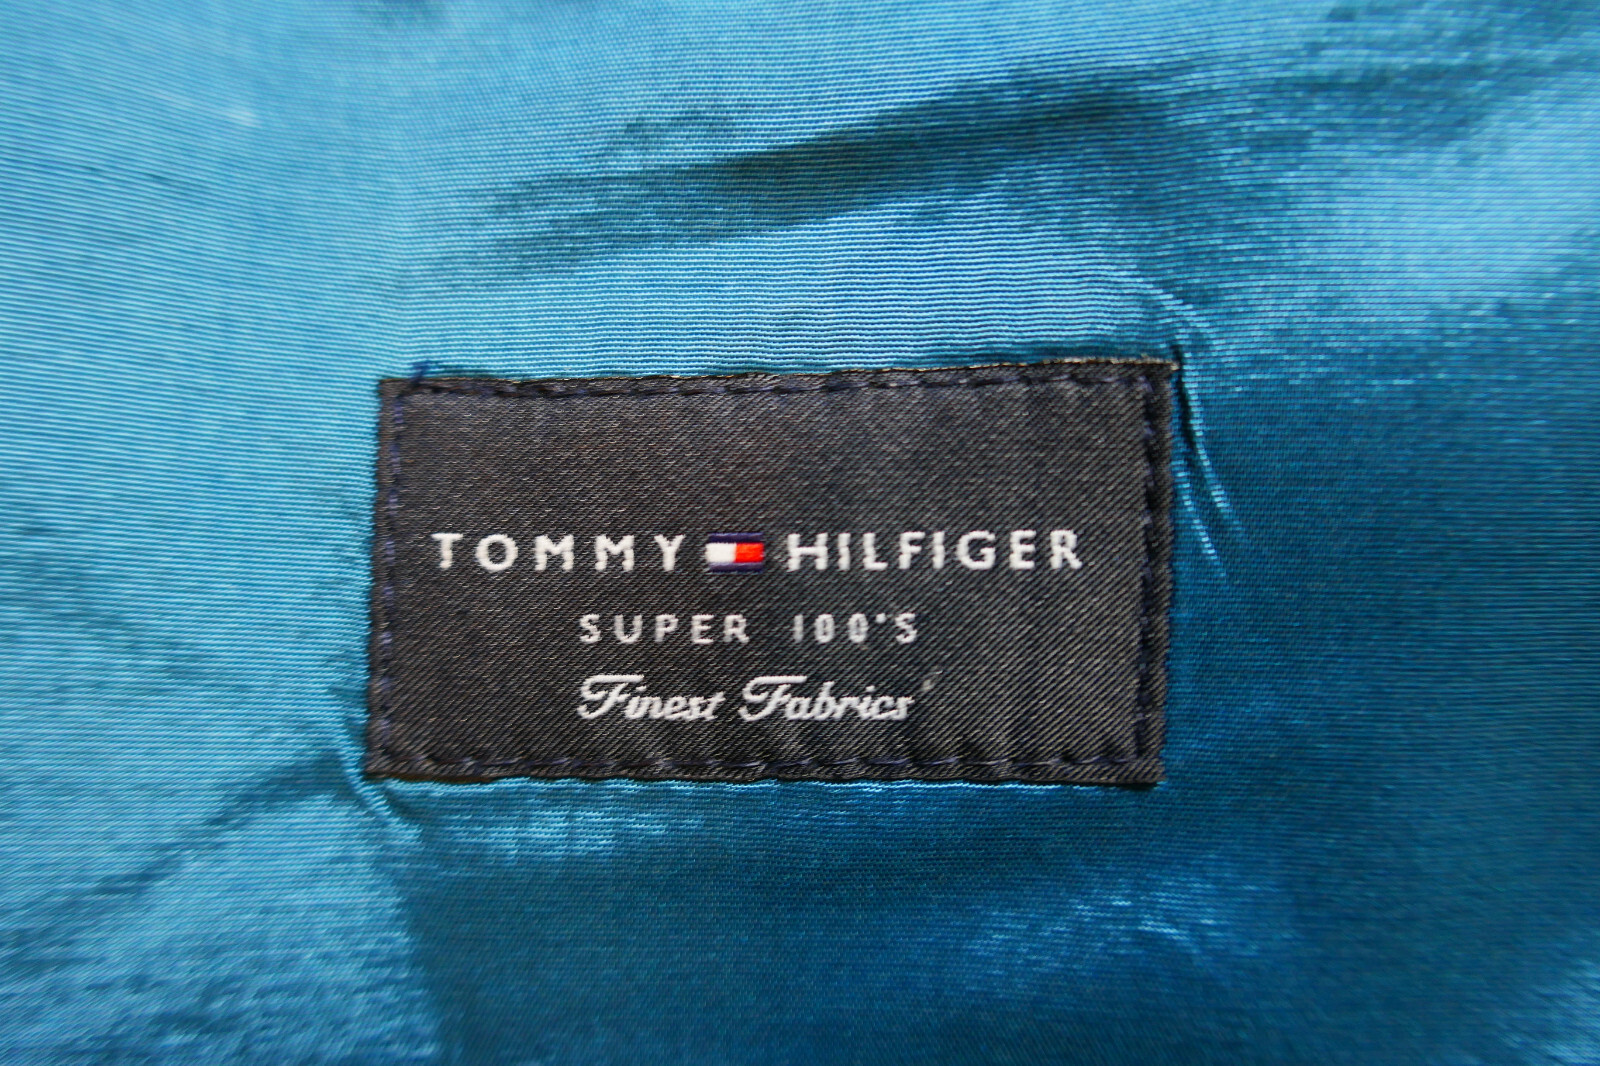 TOMMY HILFIGER
SUPER 100'S
Finest Fabrics